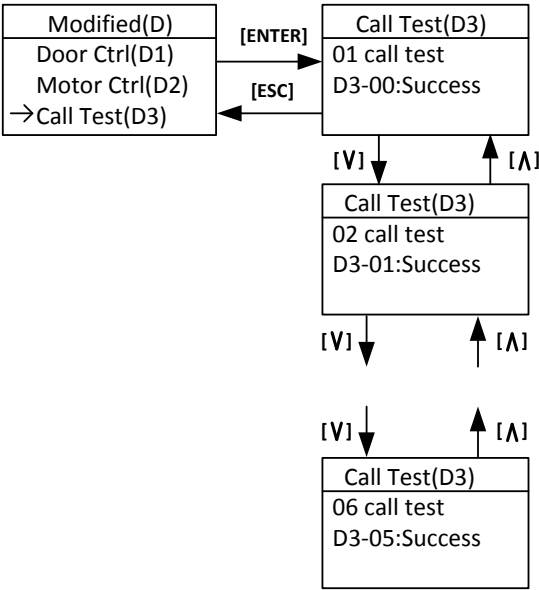 Modified(D)
Door Ctrl(D1)
Motor Ctrl(D2)
→Call Test(D3)
[ENTER]
[ESC]
Call Test(D3)
01 call test
D3-00:Success
[∨]
[∧]
Call Test(D3)
02 call test
D3-01:Success
[∨]
[∧]
[∨]
[∧]
Call Test(D3)
06 call test
D3-05:Success